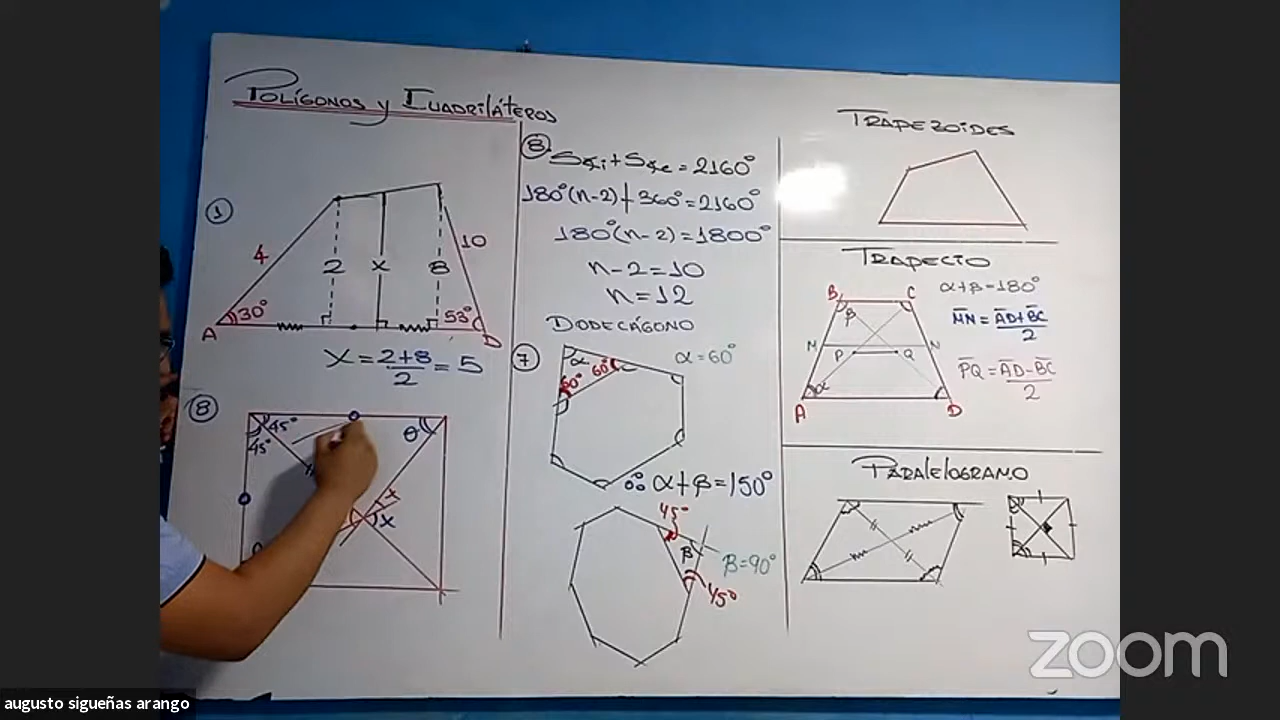 POLÍGONOS y CUADRILÁTEROS
1
4
2
x
8
10
A
30°
53°
D
X = 2+8/2 = 5
8
45°
45°
θ
x
x
6.
S∢i + S∢e = 2160°
180°(n-2) + 360° = 2160°
180°(n-2) = 1800°
n-2 = 10
n = 12
DODECÁGONO
7
α
60°
60°
α = 60°
∴ α+β = 150°
45°
β
β = 90°
45°
TRAPEZOIDES
TRAPECIO
B
C
β
M
N
P
Q
α
A
D
α+β=180°
MN = AD+BC/2
PQ = AD-BC/2
PARALELOGRAMO
zoom
augusto sigueñas arango